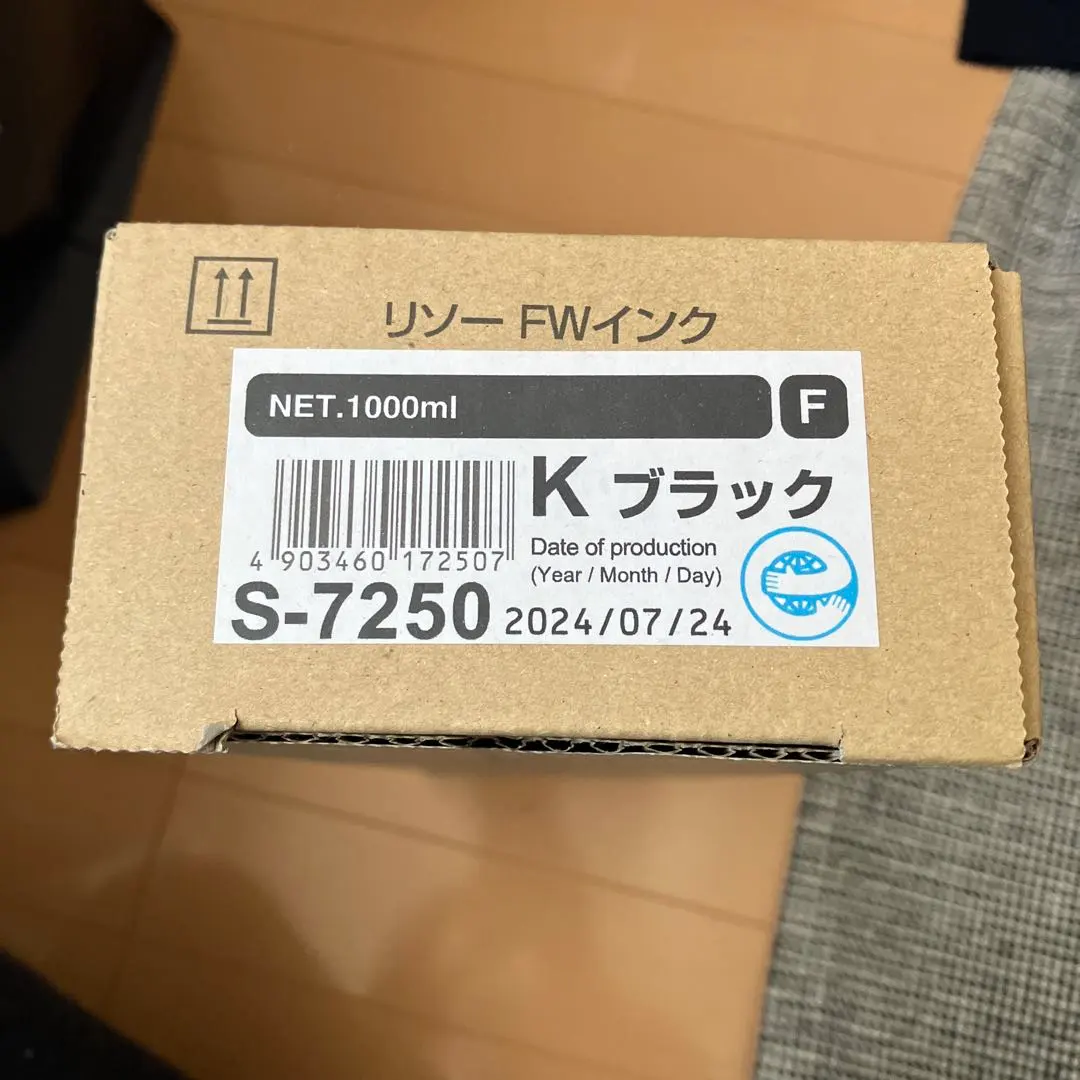 リソー FWインク
NET.1000ml
F
K ブラック
4 903460 172507
Date of production
(Year / Month / Day)
S-7250 2024/07/24